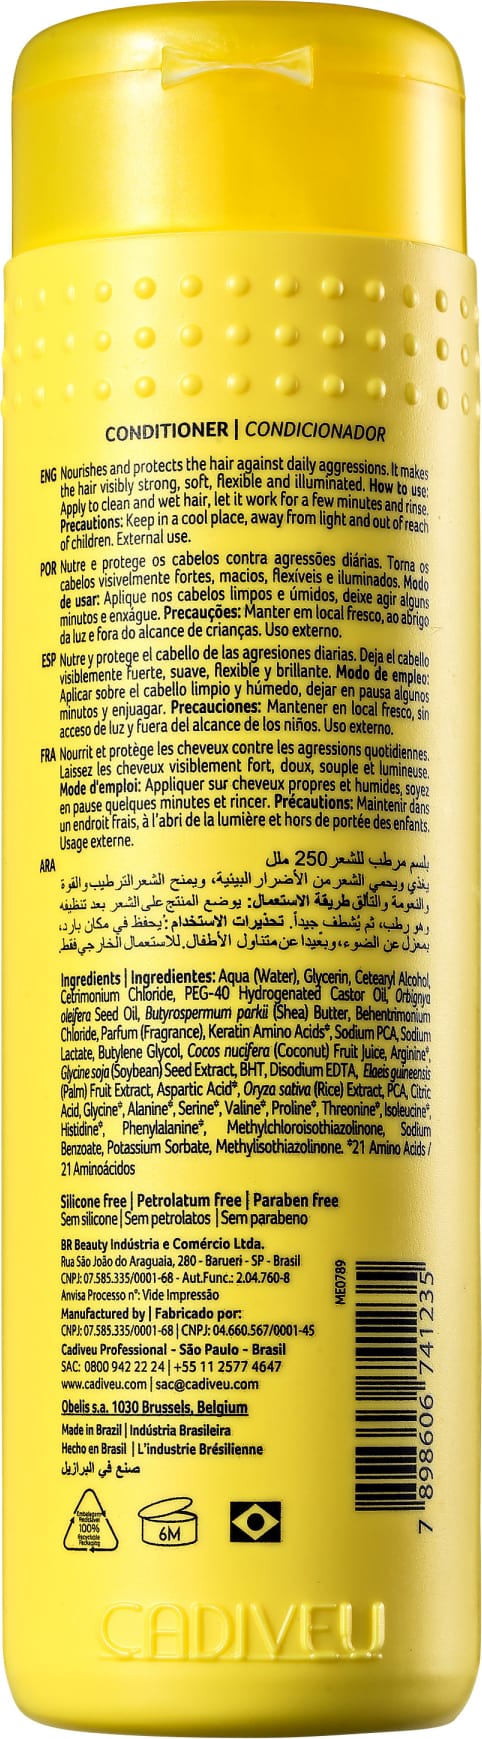 CONDITIONER | CONDICIONADOR
ENG Nourishes and protects the hair against daily aggressions. It makes
the hair visibly strong, soft, flexible and illuminated. How to use:
Apply to clean and wet hair, let it work for a few minutes and rinse.
Precautions: Keep in a cool place, away from light and out of reach
of children. External use.
POR Nutre e protege os cabelos contra agressões diárias. Torna os
cabelos visivelmente fortes, macios, flexíveis e iluminados. Modo
de usar: Aplique nos cabelos limpos e úmidos, deixe agir alguns
minutos e enxágue. Precauções: Manter em local fresco, ao abrigo
da luz e fora do alcance de crianças. Uso externo.
ESP Nutre y protege el cabello de las agresiones diarias. Deja el cabello
visiblemente fuerte, suave, flexible y brillante. Modo de empleo:
Aplicar sobre el cabello limpio y húmedo, dejar en pausa algunos
minutos y enjuagar. Precauciones: Mantener en local fresco, sin
acceso de luz y fuera del alcance de los niños. Uso externo.
FRA Nourrit et protège les cheveux contre les agressions quotidiennes.
Laissez les cheveux visiblement fort, doux, souple et lumineuse.
Mode d'emploi: Appliquer sur cheveux propres et humides, soyez
en pause quelques minutes et rincer. Précautions: Maintenir dans
un endroit frais, à l'abri de la lumière et hors de portée des enfants.
Usage externe.
ARA بلسم مرطب للشعر 250 ملل
يغذي ويحمي الشعر من الأضرار البيئية، ويمنح الشعر الترطيب والقوة
والنعومة والتألق طريقة الاستعمال: يوضع المنتج على الشعر بعد تنظيفه
وهو رطب، ثم يُشطف جيداً. تحذيرات الاستخدام: يُحفظ في مكان بارد،
بمعزل عن الضوء، وبعيداً عن متناول الأطفال. للاستعمال الخارجي فقط.
Ingredients | Ingredientes: Aqua (Water), Glycerin, Cetearyl Alcohol,
Cetrimonium Chloride, PEG-40 Hydrogenated Castor Oil, Orbignya
oleifera Seed Oil, Butyrospermum parkii (Shea) Butter, Behentrimonium
Chloride, Parfum (Fragrance), Keratin Amino Acids*, Sodium PCA, Sodium
Lactate, Butylene Glycol, Cocos nucifera (Coconut) Fruit Juice, Arginine*,
Glycine soja (Soybean) Seed Extract, BHT, Disodium EDTA, Elaeis guineensis
(Palm) Fruit Extract, Aspartic Acid*, Oryza sativa (Rice) Extract, PCA, Citric
Acid, Glycine*, Alanine*, Serine*, Valine*, Proline*, Threonine*, Isoleucine*,
Histidine*, Phenylalanine*, Methylchloroisothiazolinone, Sodium
Benzoate, Potassium Sorbate, Methylisothiazolinone. *21 Amino Acids /
21 Aminoácidos
Silicone free | Petrolatum free | Paraben free
Sem silicone | Sem petrolatos | Sem parabeno
BR Beauty Indústria e Comércio Ltda.
Rua São João do Araguaia, 280 - Barueri - SP - Brasil
CNPJ: 07.585.335/0001-68 - Aut.Func.: 2.04.760-8
Anvisa Processo nº: Vide Impressão
Manufactured by | Fabricado por:
CNPJ: 07.585.335/0001-68 | CNPJ: 04.660.567/0001-45
Cadiveu Professional - São Paulo - Brasil
SAC: 0800 942 22 24 | +55 11 2577 4647
www.cadiveu.com | sac@cadiveu.com
Obelis s.a. 1030 Brussels, Belgium
Made in Brazil | Indústria Brasileira
Hecho en Brasil | L'industrie Brésilienne
صنع في البرازيل
ME0789
7 898606 741235
Embalagem
Reciclável
100%
Recyclable
Packaging
6M
CADIVEU